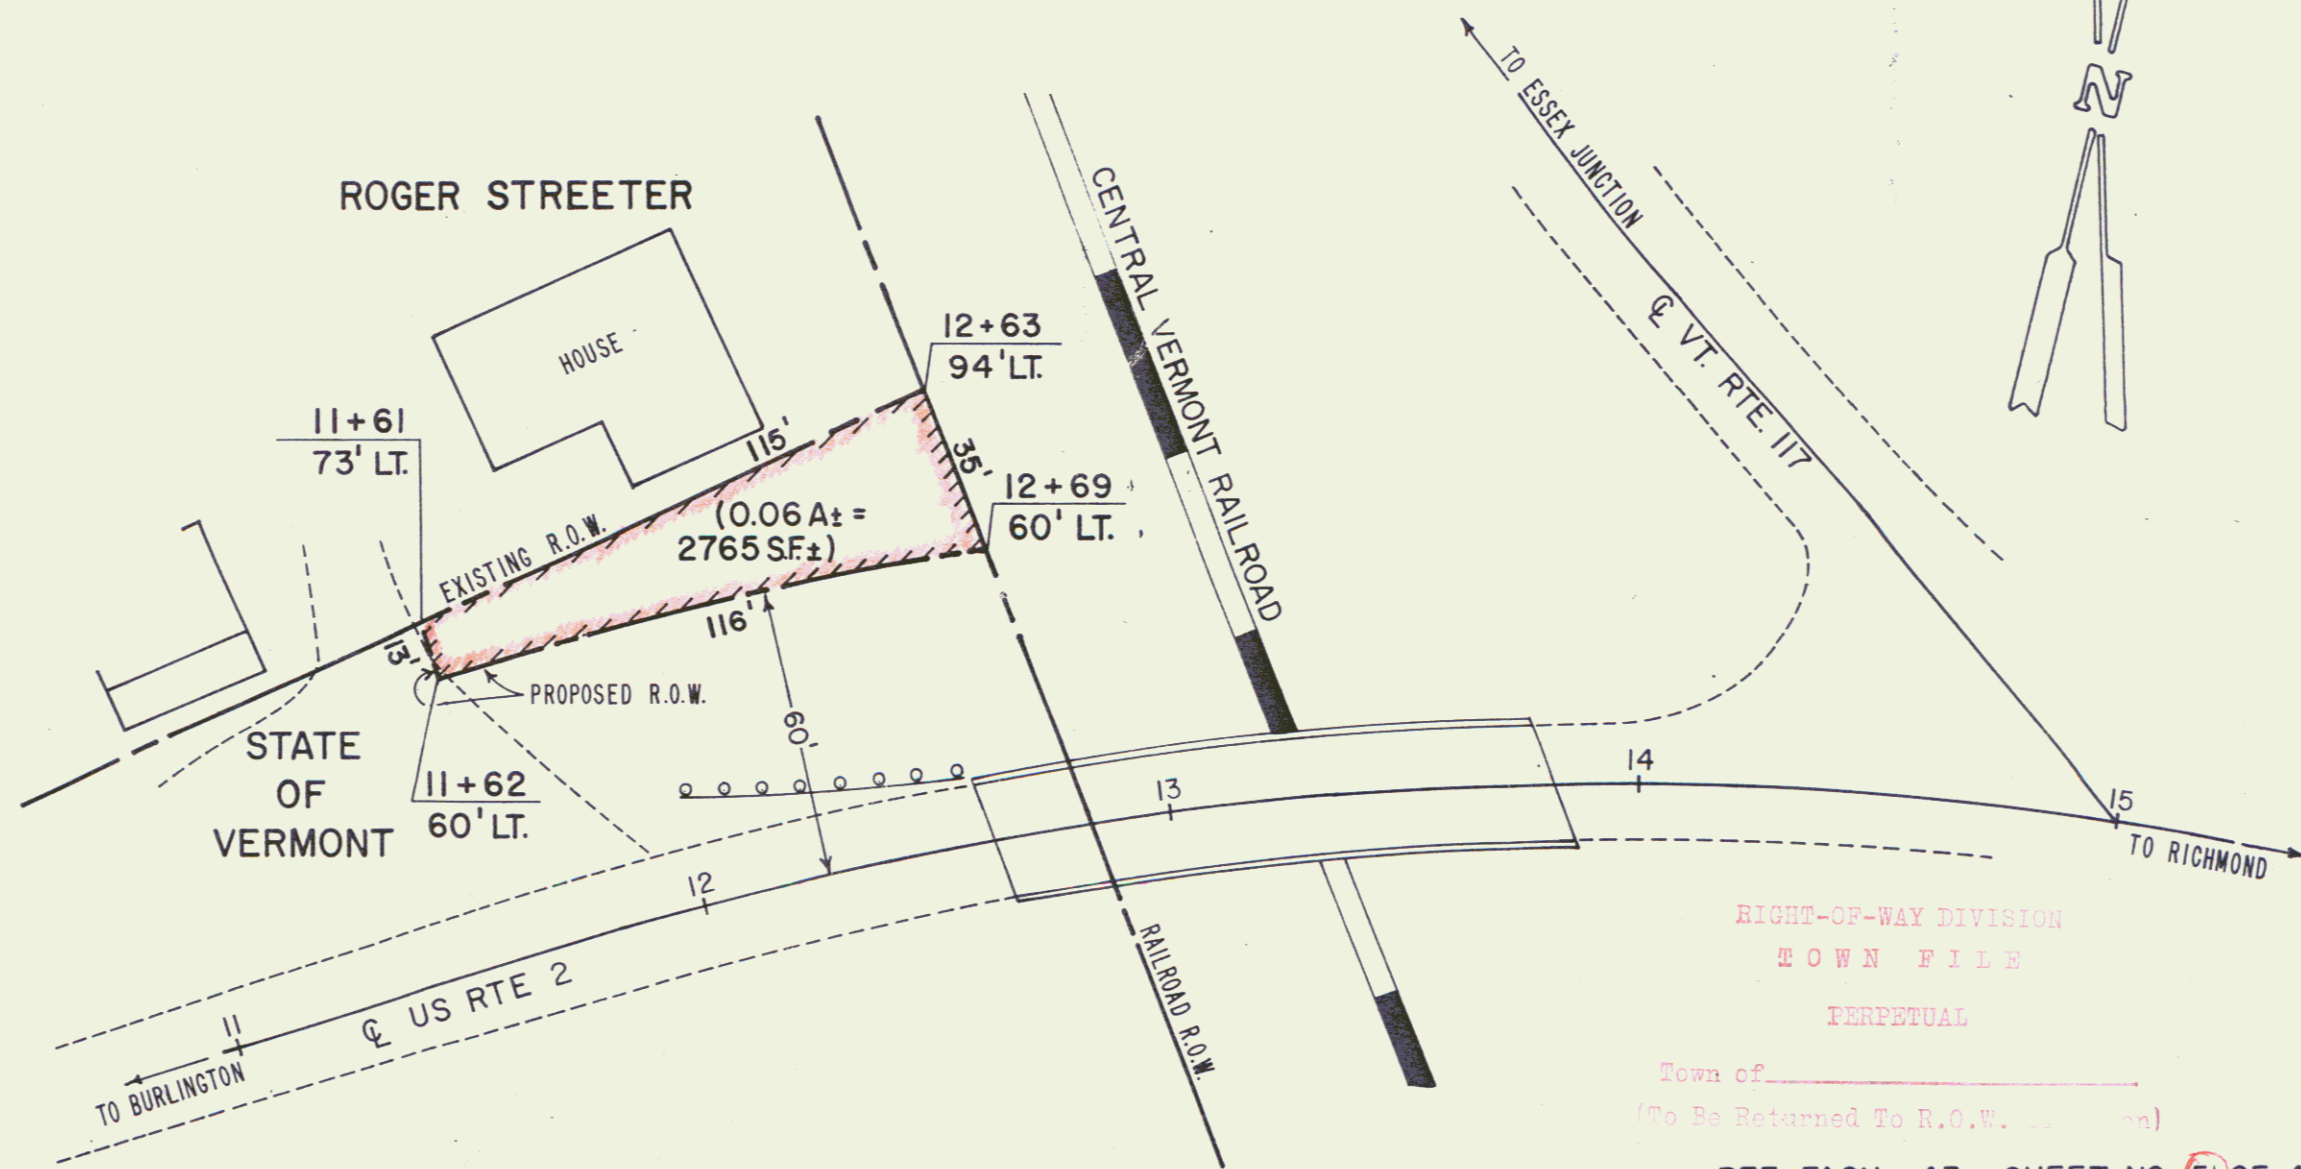 N
TO ESSEX JUNCTION
ROGER STREETER
HOUSE
CENTRAL VERMONT RAILROAD
℄ VT. RTE. 117
12+63
94' LT.
11+61
73' LT.
115'
35'
12+69
60' LT.
(0.06 A± =
2765 S.F.±)
EXISTING R.O.W.
116'
13'
PROPOSED R.O.W.
60'
STATE
OF
VERMONT
11+62
60' LT.
11
12
13
14
15
TO RICHMOND
℄ US RTE 2
TO BURLINGTON
RAILROAD R.O.W.
RIGHT-OF-WAY DIVISION
TOWN FILE
PERPETUAL
Town of
(To Be Returned To R.O.W.